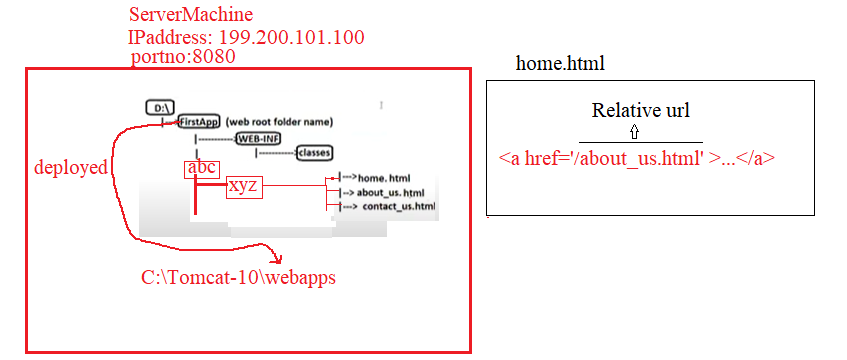 ServerMachine
IPaddress: 199.200.101.100
portno:8080
D:\
FirstApp (web root folder name)
WEB-INF
classes
deployed
abc
xyz
--->home. html
--> about_us. html
---> contact_us.html
C:\Tomcat-10\webapps
home.html
Relative url
<a href='/about_us.html' >...</a>